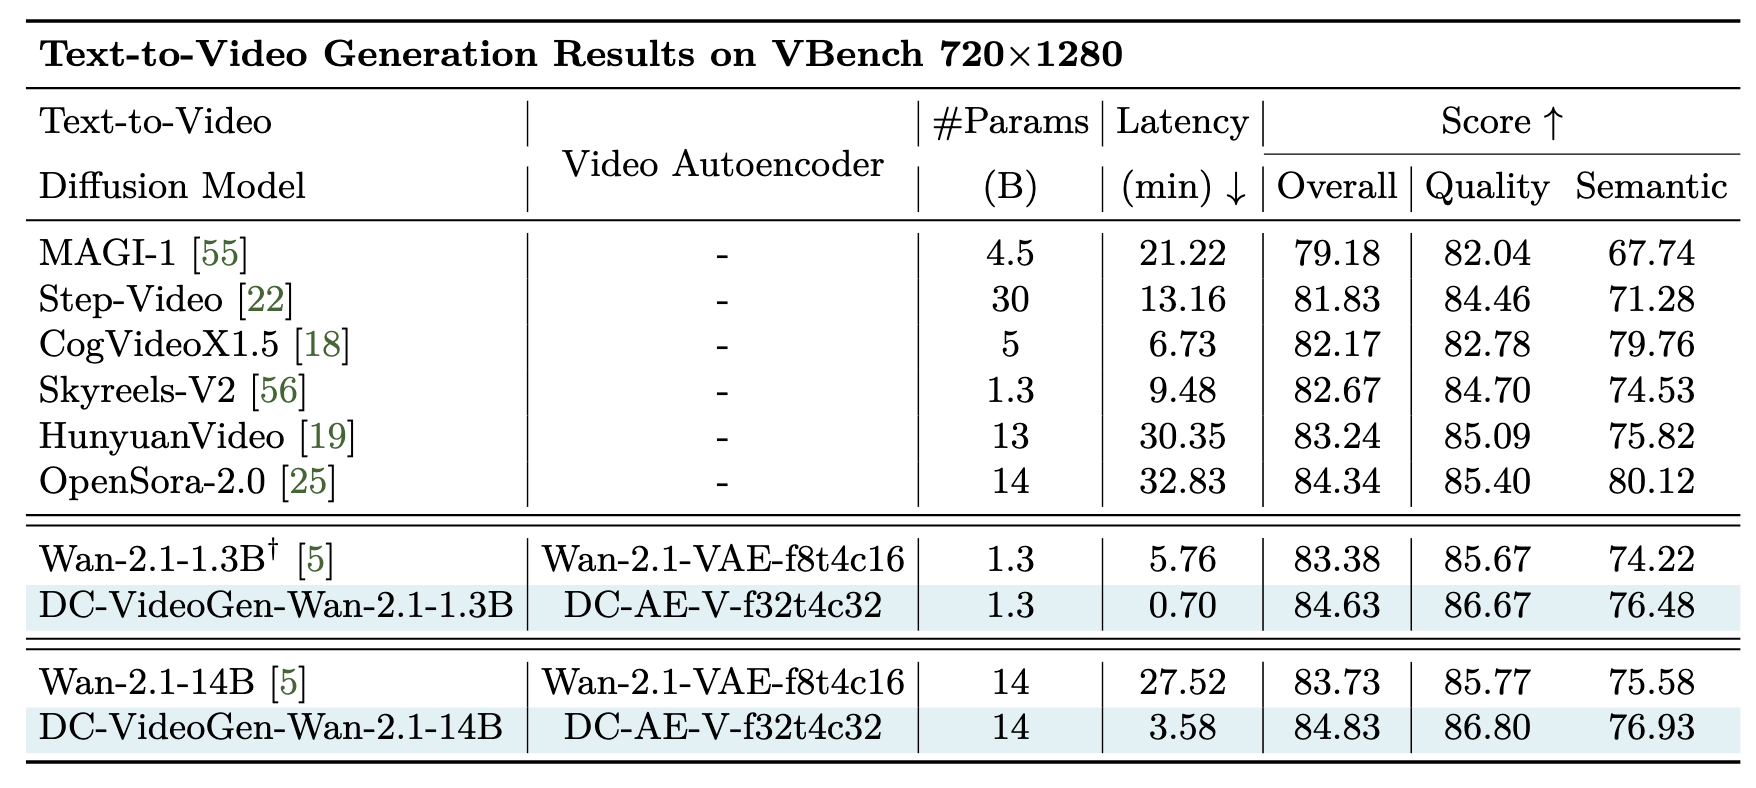 Text-to-Video Generation Results on VBench 720×1280
Text-to-Video Diffusion Model | Video Autoencoder | #Params (B) | Latency (min) ↓ | Score ↑
Overall | Quality Semantic
MAGI-1 [55] | - | 4.5 | 21.22 | 79.18 | 82.04 67.74
Step-Video [22] | - | 30 | 13.16 | 81.83 | 84.46 71.28
CogVideoX1.5 [18] | - | 5 | 6.73 | 82.17 | 82.78 79.76
Skyreels-V2 [56] | - | 1.3 | 9.48 | 82.67 | 84.70 74.53
HunyuanVideo [19] | - | 13 | 30.35 | 83.24 | 85.09 75.82
OpenSora-2.0 [25] | - | 14 | 32.83 | 84.34 | 85.40 80.12
Wan-2.1-1.3B† [5] | Wan-2.1-VAE-f8t4c16 | 1.3 | 5.76 | 83.38 | 85.67 74.22
DC-VideoGen-Wan-2.1-1.3B | DC-AE-V-f32t4c32 | 1.3 | 0.70 | 84.63 | 86.67 76.48
Wan-2.1-14B [5] | Wan-2.1-VAE-f8t4c16 | 14 | 27.52 | 83.73 | 85.77 75.58
DC-VideoGen-Wan-2.1-14B | DC-AE-V-f32t4c32 | 14 | 3.58 | 84.83 | 86.80 76.93